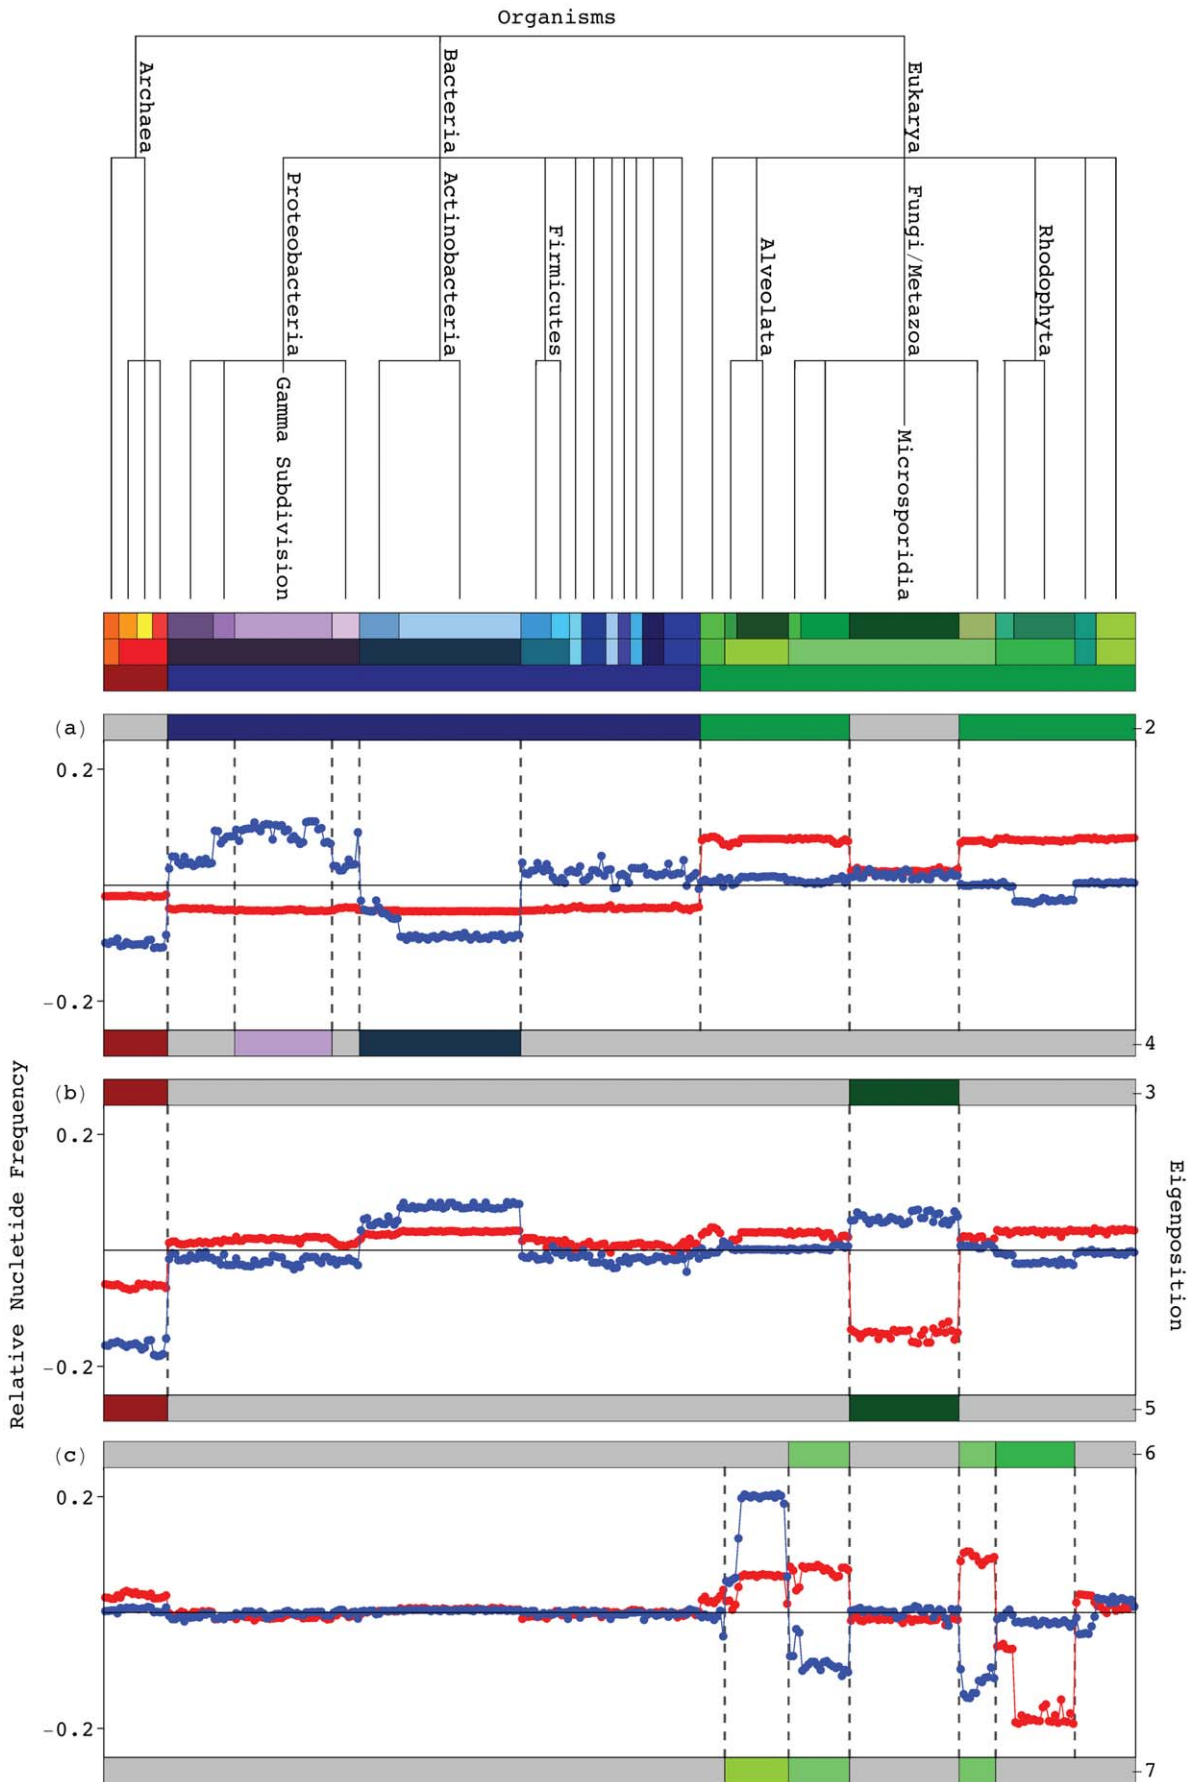 Organisms
Archaea
Bacteria
Eukarya
Proteobacteria
Actinobacteria
Firmicutes
Alveolata
Fungi/Metazoa
Rhodophyta
Gamma Subdivision
Microsporidia
(a)
2
0.2
-0.2
4
(b)
3
0.2
-0.2
5
(c)
6
0.2
-0.2
7
Relative Nucletide Frequency
Eigenposition